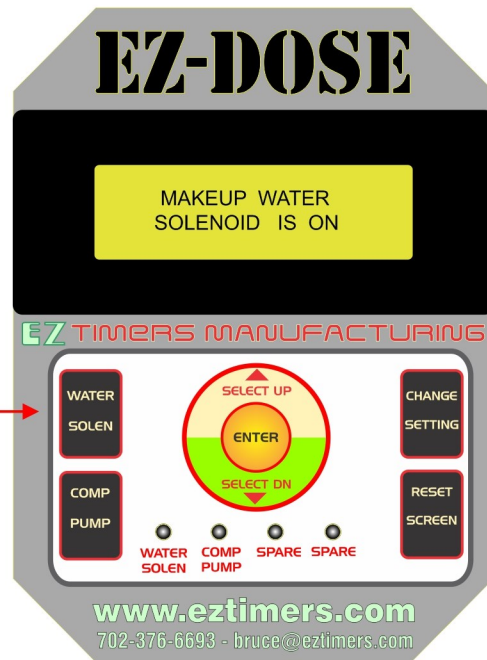 EZ-DOSE
MAKEUP WATER
SOLENOID IS ON
EZ TIMERS MANUFACTURING
WATER
SOLEN
SELECT UP
ENTER
SELECT DN
CHANGE
SETTING
COMP
PUMP
RESET
SCREEN
WATER
SOLEN
COMP
PUMP
SPARE
SPARE
www.eztimers.com
702-376-6693 - bruce@eztimers.com